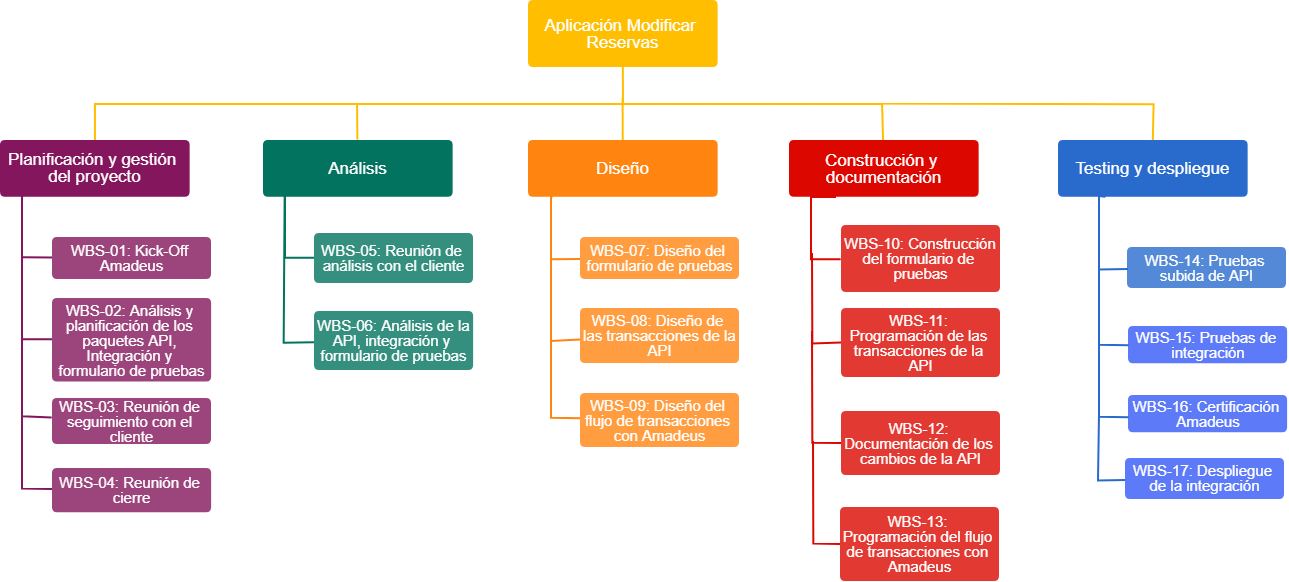 Aplicación Modificar
Reservas
Planificación y gestión
del proyecto
Análisis
Diseño
Construcción y
documentación
Testing y despliegue
WBS-01: Kick-Off
Amadeus
WBS-02: Análisis y
planificación de los
paquetes API,
Integración y
formulario de pruebas
WBS-03: Reunión de
seguimiento con el
cliente
WBS-04: Reunión de
cierre
WBS-05: Reunión de
análisis con el cliente
WBS-06: Análisis de la
API, integración y
formulario de pruebas
WBS-07: Diseño del
formulario de pruebas
WBS-08: Diseño de
las transacciones de la
API
WBS-09: Diseño del
flujo de transacciones
con Amadeus
WBS-10: Construcción
del formulario de
pruebas
WBS-11:
Programación de las
transacciones de la
API
WBS-12:
Documentación de los
cambios de la API
WBS-13:
Programación del flujo
de transacciones con
Amadeus
WBS-14: Pruebas
subida de API
WBS-15: Pruebas de
integración
WBS-16: Certificación
Amadeus
WBS-17: Despliegue
de la integración